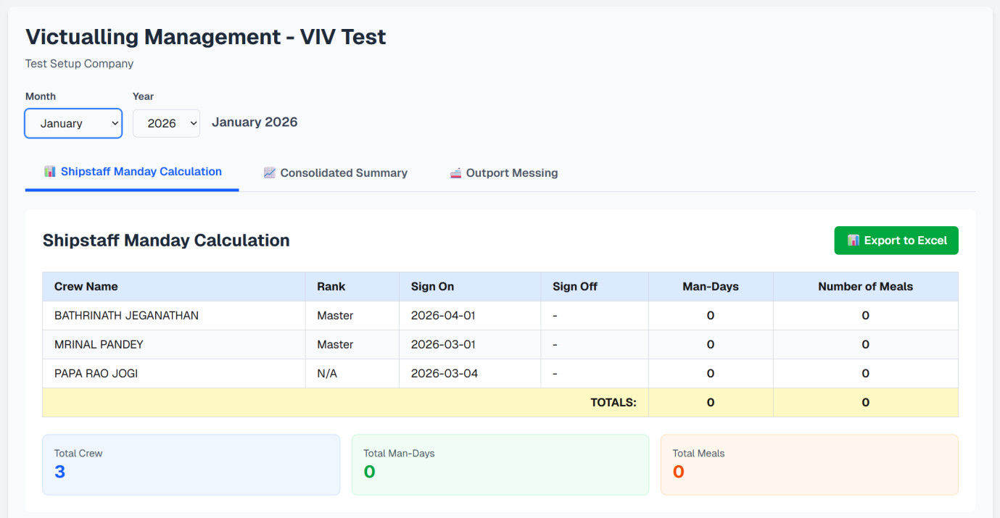 Victualling Management - VIV Test
Test Setup Company
Month Year
January 2026 January 2026
Shipstaff Manday Calculation Consolidated Summary Outport Messing
Shipstaff Manday Calculation Export to Excel
Crew Name Rank Sign On Sign Off Man-Days Number of Meals
BATHRINATH JEGANATHAN Master 2026-04-01 - 0 0
MRINAL PANDEY Master 2026-03-01 - 0 0
PAPA RAO JOGI N/A 2026-03-04 - 0 0
TOTALS: 0 0
Total Crew Total Man-Days Total Meals
3 0 0